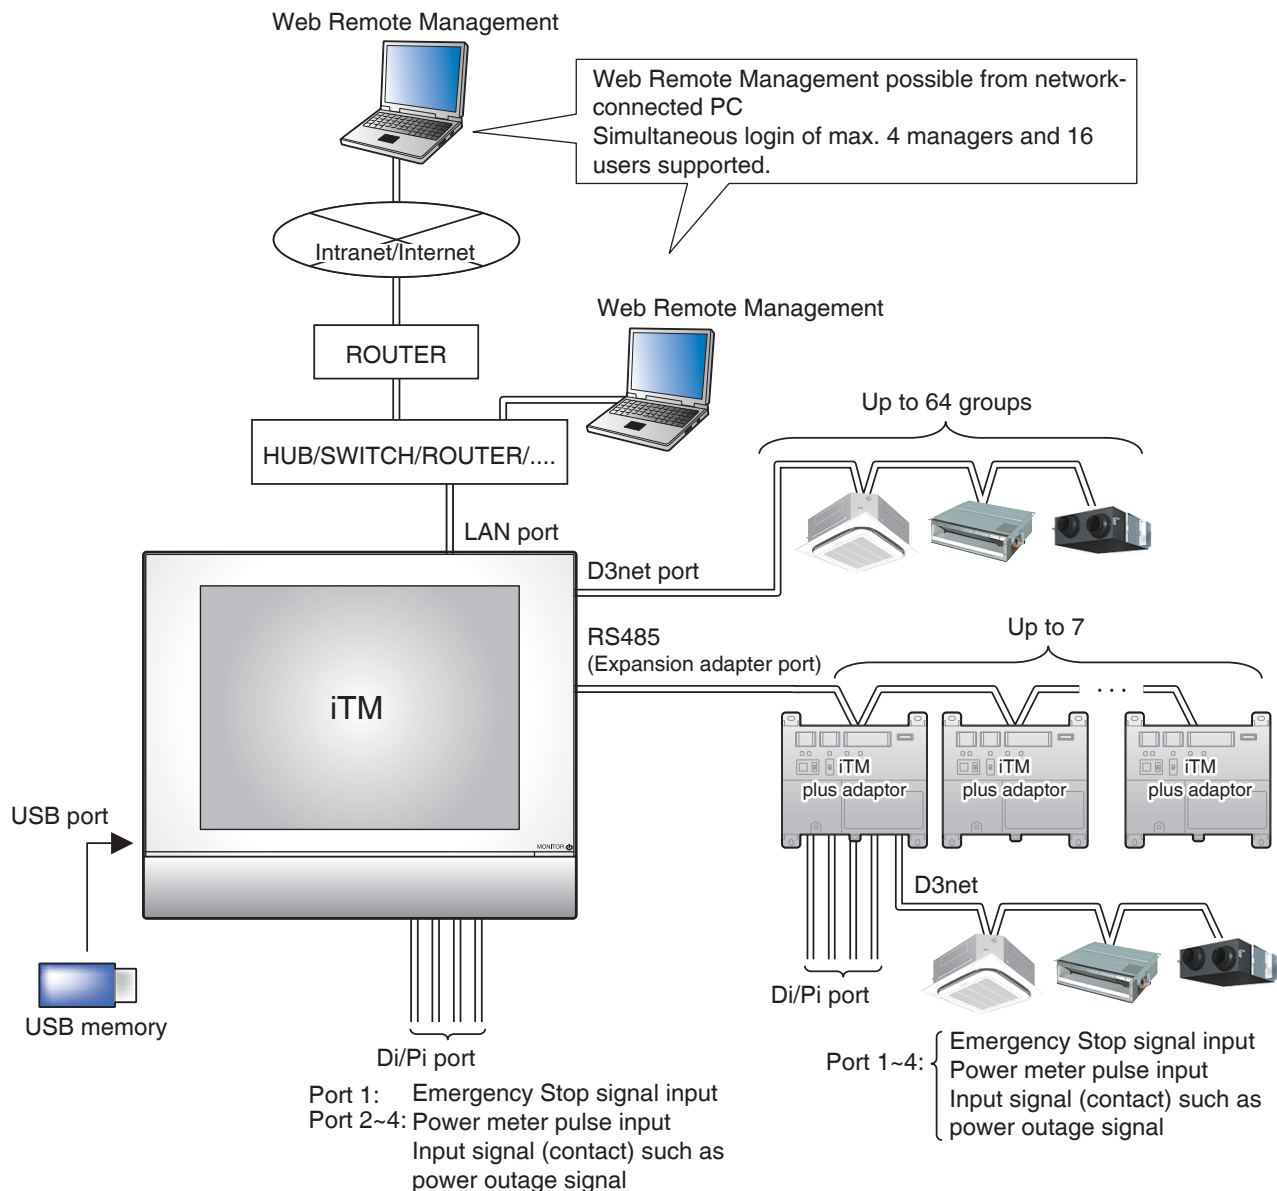 Web Remote Management
Web Remote Management possible from network-
connected PC
Simultaneous login of max. 4 managers and 16
users supported.
Intranet/Internet
Web Remote Management
ROUTER
Up to 64 groups
HUB/SWITCH/ROUTER/....
LAN port
D3net port
RS485
(Expansion adapter port)
Up to 7
iTM
. . .
iTM
plus adaptor
iTM
plus adaptor
iTM
plus adaptor
USB port
MONITOR
D3net
USB memory
Di/Pi port
Di/Pi port
Port 1: Emergency Stop signal input
Port 2~4: Power meter pulse input
Input signal (contact) such as
power outage signal
Port 1~4: Emergency Stop signal input
Power meter pulse input
Input signal (contact) such as
power outage signal